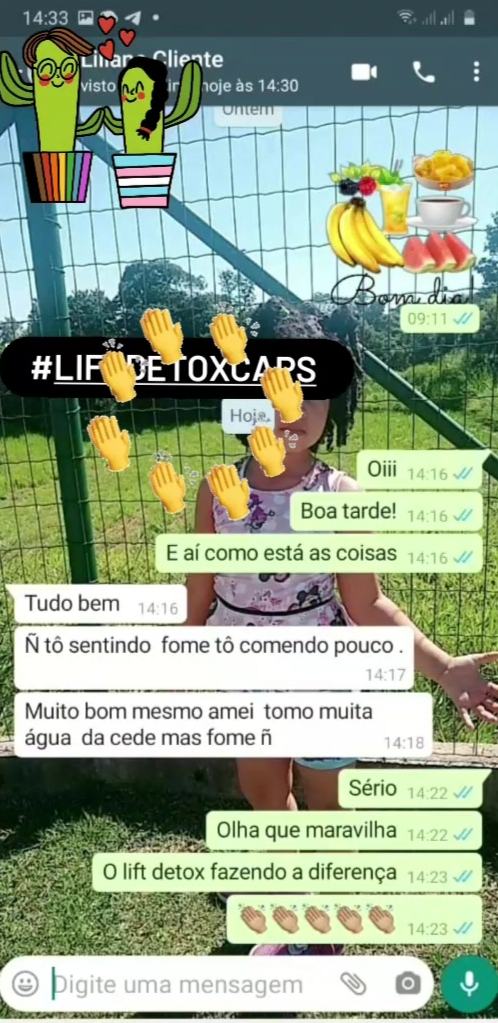 14:33
Liliane Cliente
hoje às 14:30
Ontem
Bom dia!
09:11
#LIFTDETOXCAPS
Hoje
Oiii 14:16
Boa tarde! 14:16
E aí como está as coisas 14:16
Tudo bem 14:16
Ñ tô sentindo fome tô comendo pouco .
14:17
Muito bom mesmo amei tomo muita
água da cede mas fome ñ 14:18
Sério 14:22
Olha que maravilha 14:22
O lift detox fazendo a diferença 14:23
14:23
Digite uma mensagem